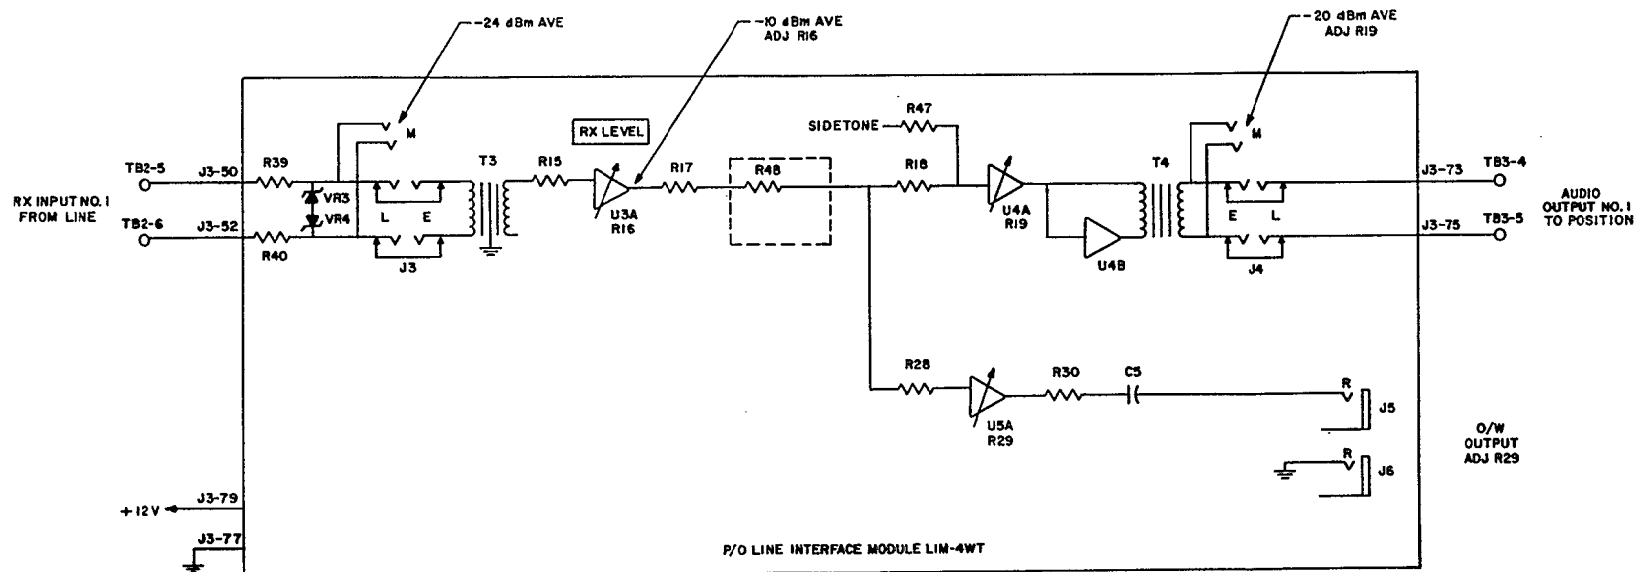 -24 dBm AVE
-10 dBm AVE
ADJ R16
-20 dBm AVE
ADJ R19
RX INPUT NO. 1
FROM LINE
TB2-5
TB2-6
J3-50
J3-52
R39
R40
VR3
VR4
M
L
E
J3
T3
R15
RX LEVEL
U3A
R16
R17
R48
SIDETONE
R47
R18
U4A
R19
U4B
T4
M
E
L
J4
J3-73
J3-75
TB3-4
TB3-5
AUDIO
OUTPUT NO. 1
TO POSITION
R28
U5A
R29
R30
C5
R
J5
R
J6
O/W
OUTPUT
ADJ R29
+12V
J3-79
J3-77
P/O LINE INTERFACE MODULE LIM-4WT